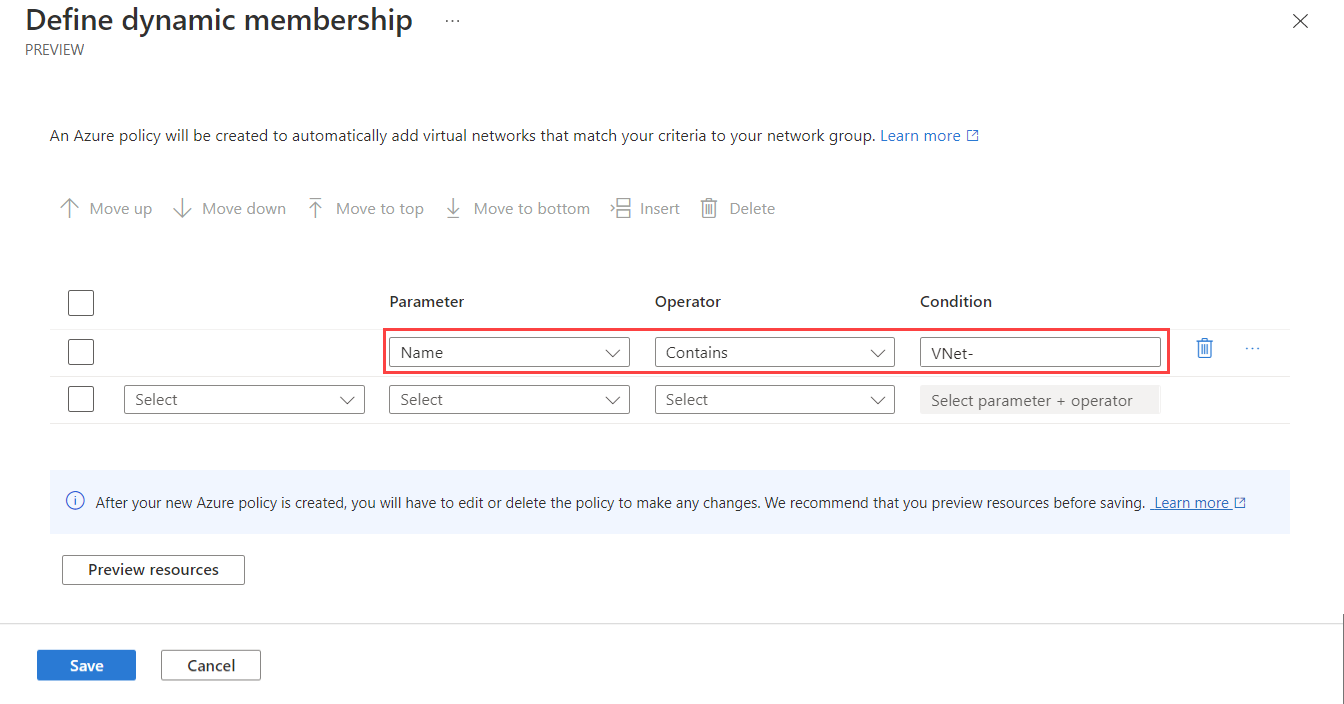 Define dynamic membership ...
PREVIEW
An Azure policy will be created to automatically add virtual networks that match your criteria to your network group. Learn more
Move up Move down Move to top Move to bottom Insert Delete
Parameter Operator Condition
Name Contains VNet- ...
Select Select Select Select parameter + operator
After your new Azure policy is created, you will have to edit or delete the policy to make any changes. We recommend that you preview resources before saving. Learn more
Preview resources
Save Cancel